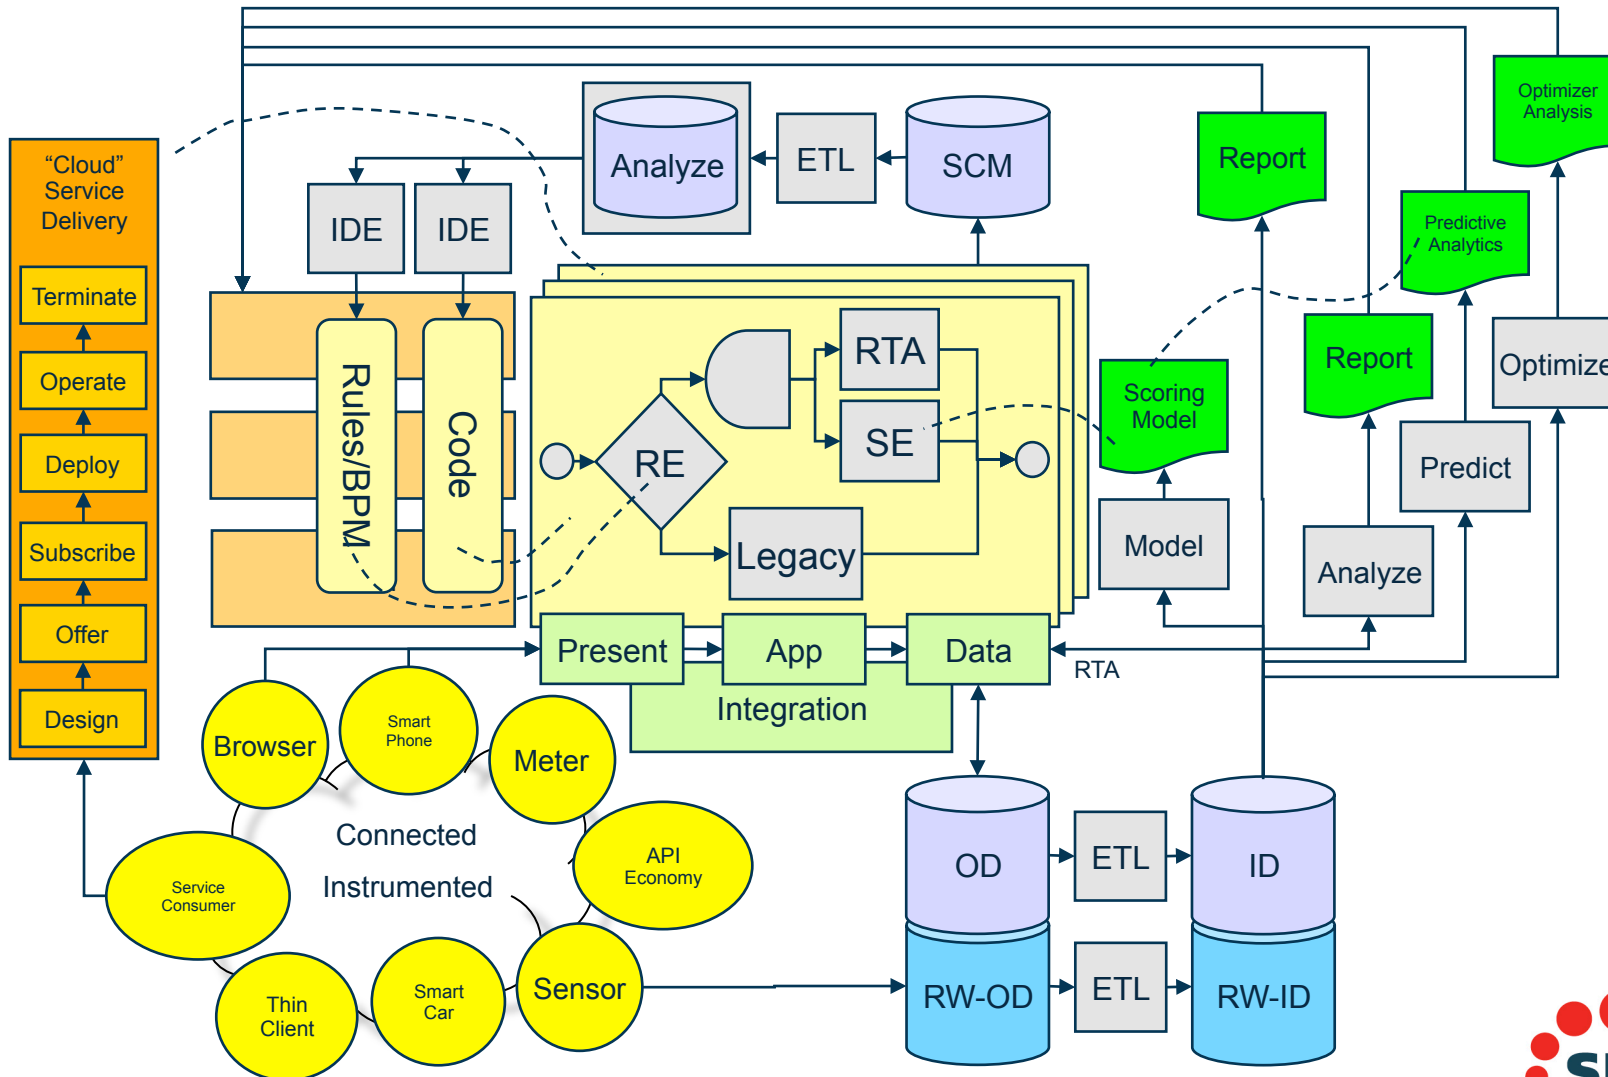 Optimizer
Analysis
"Cloud"
Service
Delivery
Analyze
ETL
SCM
Report
IDE
IDE
Predictive
Analytics
Terminate
Operate
Deploy
Subscribe
Offer
Design
Rules/BPM
Code
RE
RTA
SE
Legacy
Scoring
Model
Model
Report
Analyze
Predict
Optimize
Present
App
Data
RTA
Integration
Browser
Smart
Phone
Meter
Connected
Instrumented
API
Economy
Service
Consumer
Thin
Client
Smart
Car
Sensor
OD
ETL
ID
RW-OD
ETL
RW-ID